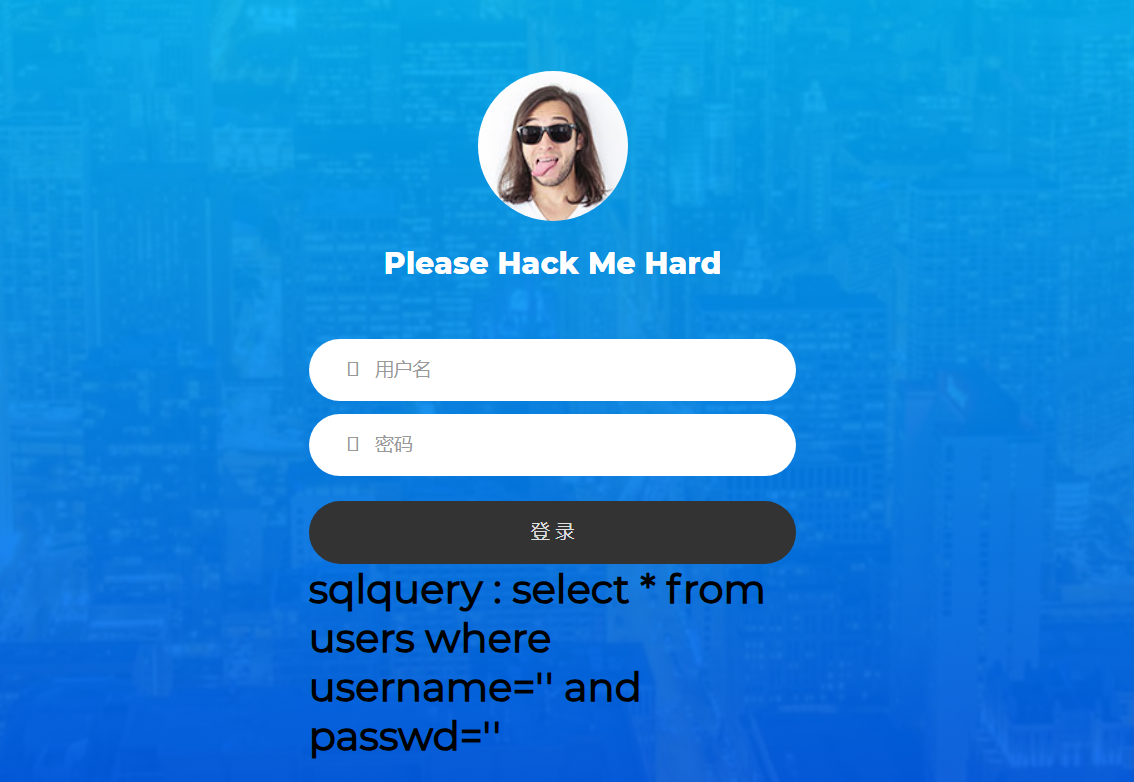 Please Hack Me Hard
用户名
密码
登 录
sqlquery : select * from
users where
username='' and
passwd=''